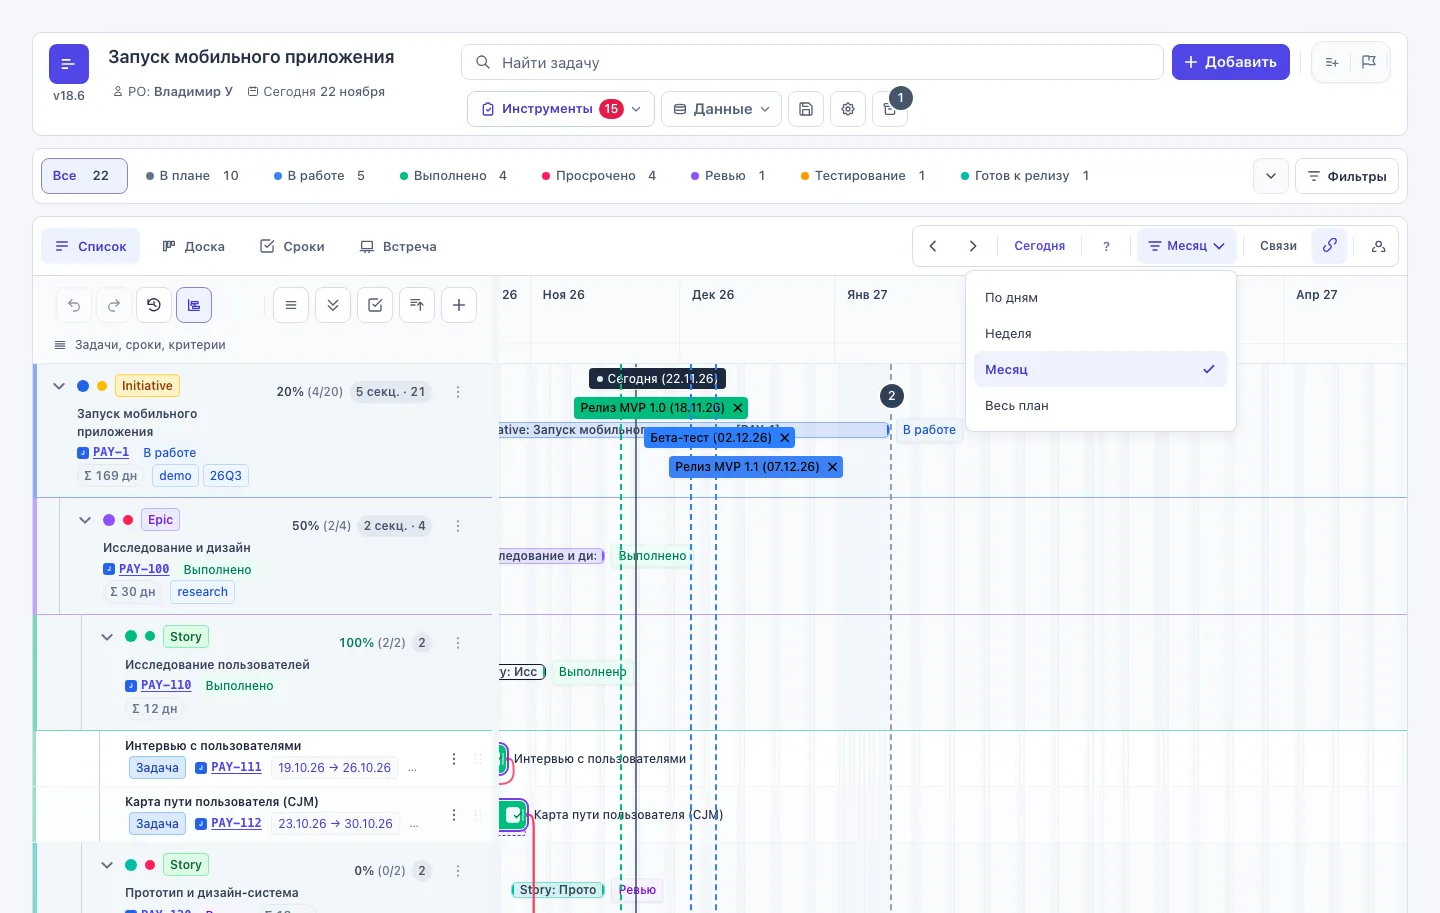 Запуск мобильного приложения
v18.6
PO: Владимир У
Сегодня 22 ноября
Найти задачу
Добавить
Инструменты 15
Данные
1
Все 22
В плане 10
В работе 5
Выполнено 4
Просрочено 4
Ревью 1
Тестирование 1
Готов к релизу 1
Фильтры
Список
Доска
Сроки
Встреча
Сегодня
?
Месяц
Связи
По дням
Неделя
Месяц
Весь план
26
Ноя 26
Дек 26
Янв 27
Апр 27
Задачи, сроки, критерии
Initiative
20% (4/20)
5 секц. · 21
Запуск мобильного
приложения
PAY-1 В работе
Σ 169 дн
demo
26Q3
Сегодня (22.11.26)
Релиз MVP 1.0 (18.11.26) ✕
2
ative: Запуск мобильног
В работе
Бета-тест (02.12.26) ✕
Релиз MVP 1.1 (07.12.26) ✕
Epic
50% (2/4)
2 секц. · 4
Исследование и дизайн
PAY-100 Выполнено
Σ 30 дн
research
ледование и ди:
Выполнено
Story
100% (2/2)
2
Исследование пользователей
PAY-110 Выполнено
Σ 12 дн
y: Исс
Выполнено
Интервью с пользователями
Задача PAY-111 19.10.26 → 26.10.26 ...
Интервью с пользователями
Карта пути пользователя (CJM)
Задача PAY-112 23.10.26 → 30.10.26 ...
Карта пути пользователя (CJM)
Story
0% (0/2)
2
Прототип и дизайн-система
Story: Прото
Ревью